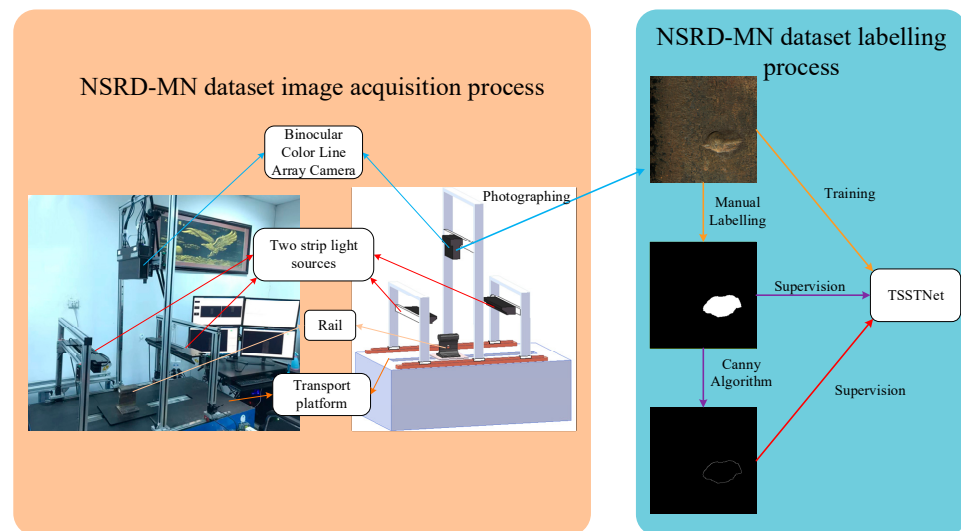 NSRD-MN dataset image acquisition process
Binocular
Color Line
Array Camera
Two strip light
sources
Rail
Transport
platform
Photographing
NSRD-MN dataset labelling
process
Manual
Labelling
Training
Supervision
TSSTNet
Canny
Algorithm
Supervision